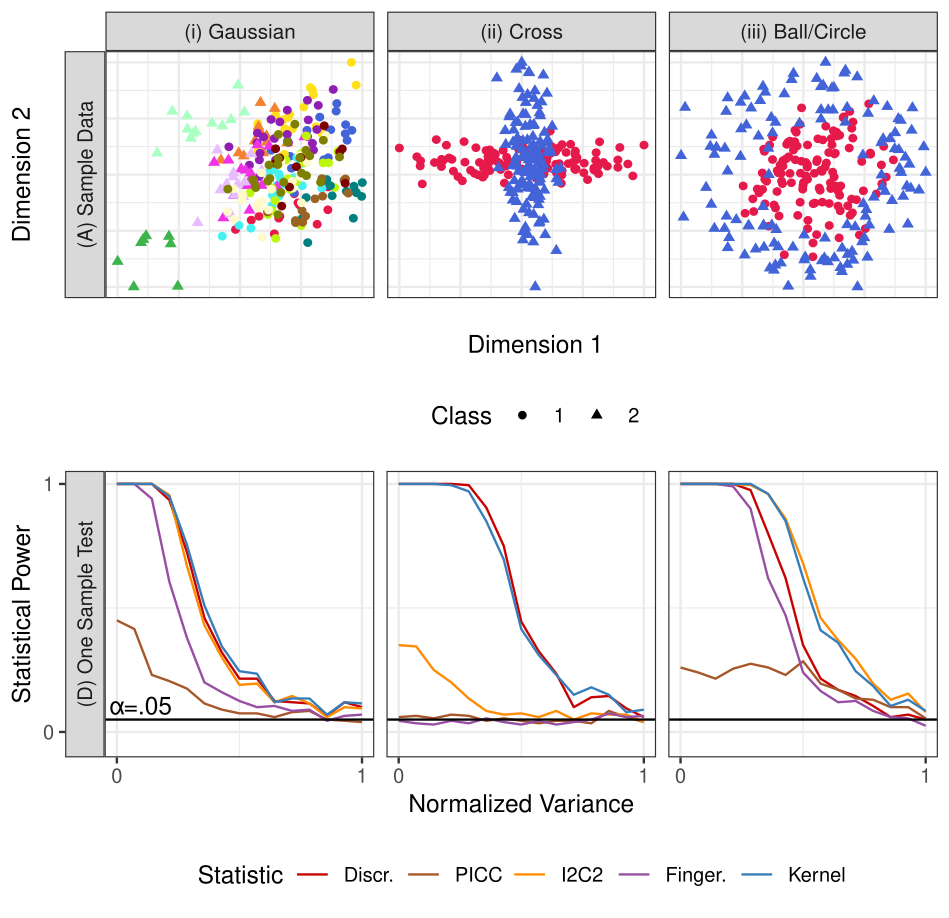 (i) Gaussian
(ii) Cross
(iii) Ball/Circle
Dimension 2
(A) Sample Data
Dimension 1
Class 1 2
Statistical Power
(D) One Sample Test
1
0
α=.05
0 1 0 1 0 1
Normalized Variance
Statistic Discr. PICC I2C2 Finger. Kernel